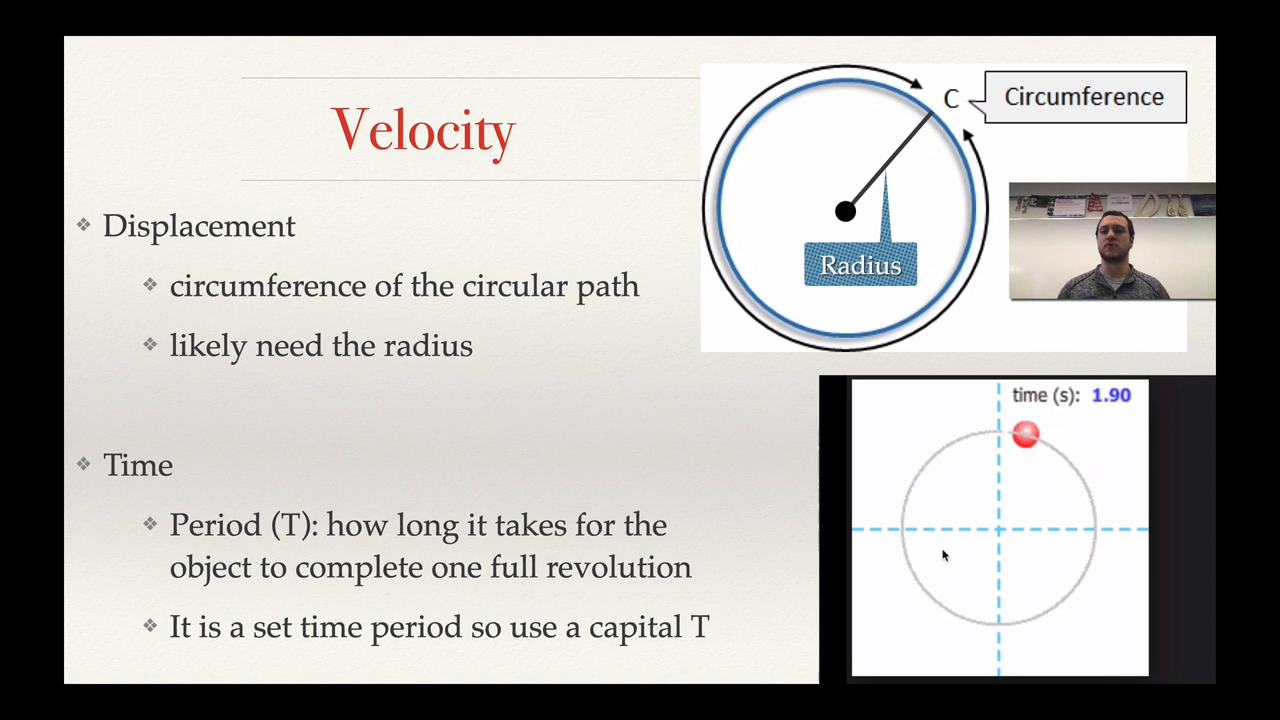 Velocity
Displacement
circumference of the circular path
likely need the radius
Time
Period (T): how long it takes for the
object to complete one full revolution
It is a set time period so use a capital T
C
Circumference
Radius
time (s): 1.90